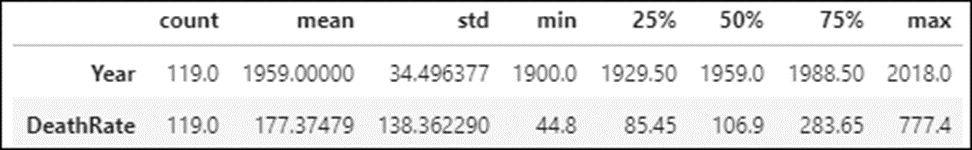 count mean std min 25% 50% 75% max
Year 119.0 1959.00000 34.496377 1900.0 1929.50 1959.0 1988.50 2018.0
DeathRate 119.0 177.37479 138.362290 44.8 85.45 106.9 283.65 777.4